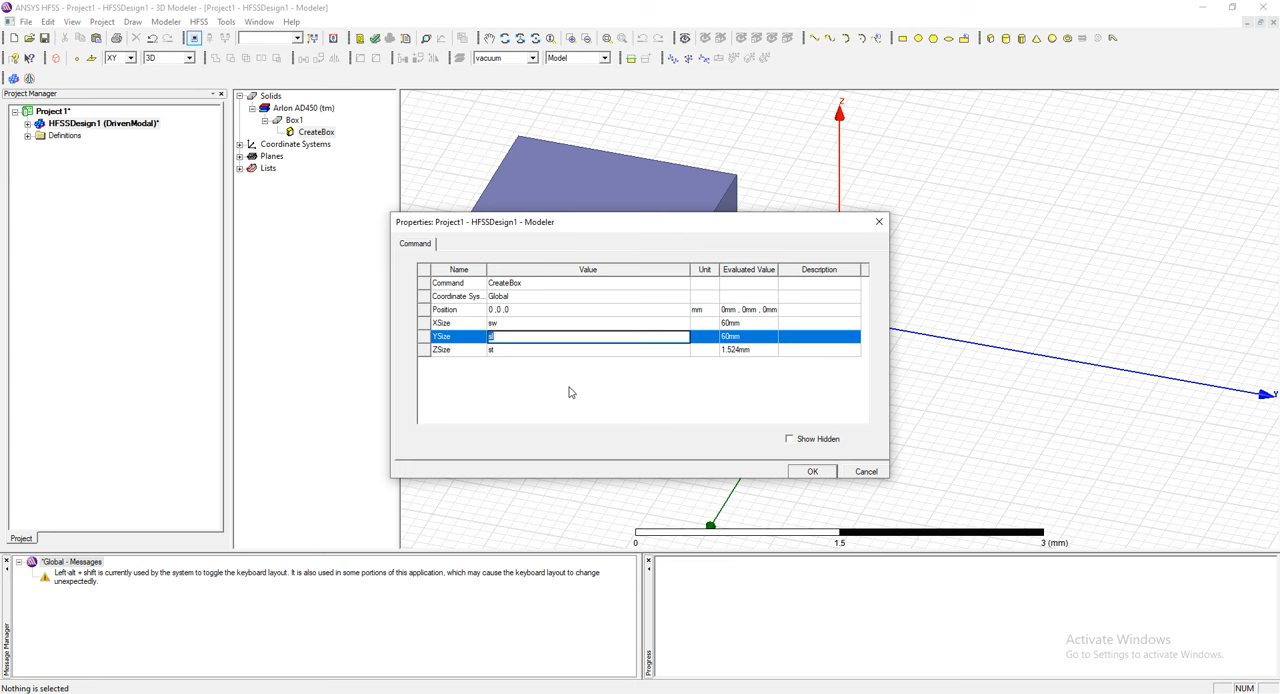 ANSYS HFSS - Project1 - HFSSDesign1 - 3D Modeler - [Project1 - HFSSDesign1 - Modeler]
File Edit View Project Draw Modeler HFSS Tools Window Help
XY 3D vacuum Model
Project Manager
Project1*
HFSSDesign1 (DrivenModal)*
Definitions
Project
Solids
Arlon AD450 (tm)
Box1
CreateBox
Coordinate Systems
Planes
Lists
Z
Y
Properties: Project1 - HFSSDesign1 - Modeler
Command
Name Value Unit Evaluated Value Description
Command CreateBox
Coordinate Sys... Global
Position 0 ,0 ,0 mm 0mm , 0mm , 0mm
XSize sw 60mm
YSize 60mm
ZSize st 1.524mm
Show Hidden
OK Cancel
0 1.5 3 (mm)
*Global - Messages
Left-alt + shift is currently used by the system to toggle the keyboard layout. It is also used in some portions of this application, which may cause the keyboard layout to change
unexpectedly.
Message Manager
Progress
Activate Windows
Go to Settings to activate Windows.
Nothing is selected
NUM